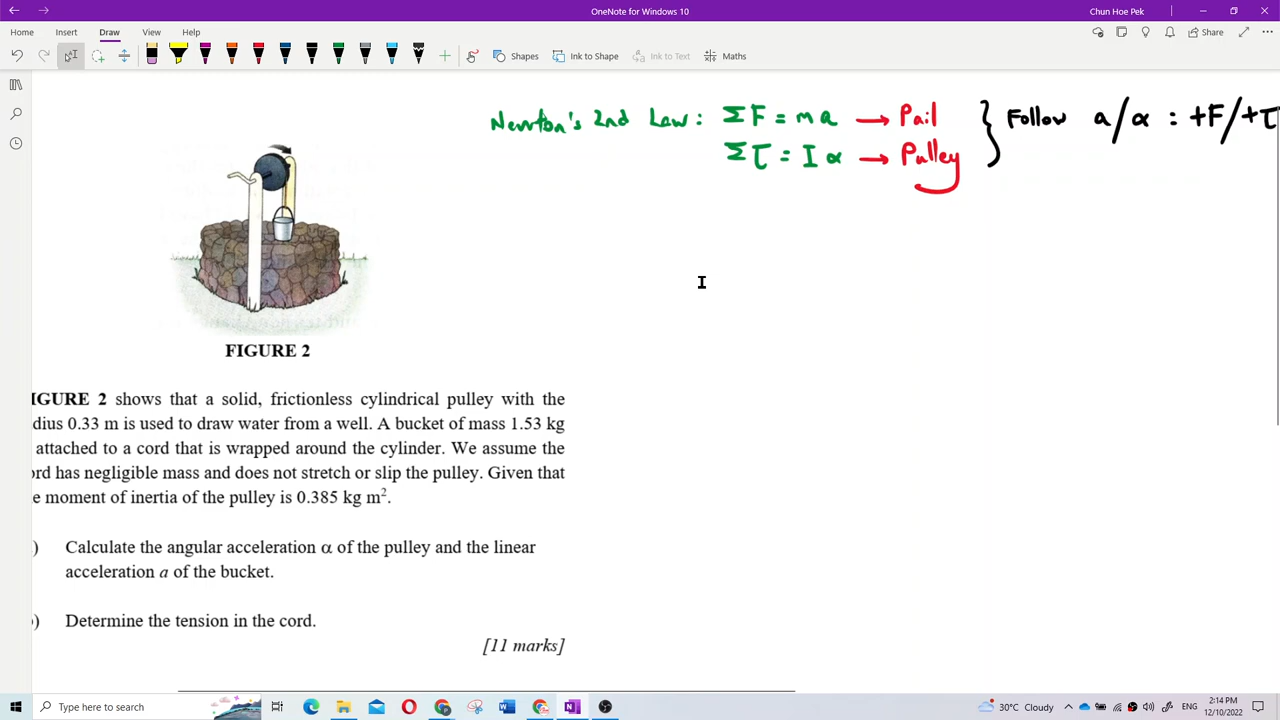 OneNote for Windows 10
Chun Hoe Pek
Home Insert Draw View Help
Share
Shapes
Ink to Shape
Ink to Text
Maths
Newton's 2nd Law: ΣF = ma → Pail
Στ = Iα → Pulley
Follow a/α : +F/+τ
FIGURE 2
IGURE 2 shows that a solid, frictionless cylindrical pulley with the
dius 0.33 m is used to draw water from a well. A bucket of mass 1.53 kg
attached to a cord that is wrapped around the cylinder. We assume the
ord has negligible mass and does not stretch or slip the pulley. Given that
e moment of inertia of the pulley is 0.385 kg m².
) Calculate the angular acceleration α of the pulley and the linear
acceleration a of the bucket.
) Determine the tension in the cord.
[11 marks]
Type here to search
30°C Cloudy
ENG
2:14 PM
12/10/2022